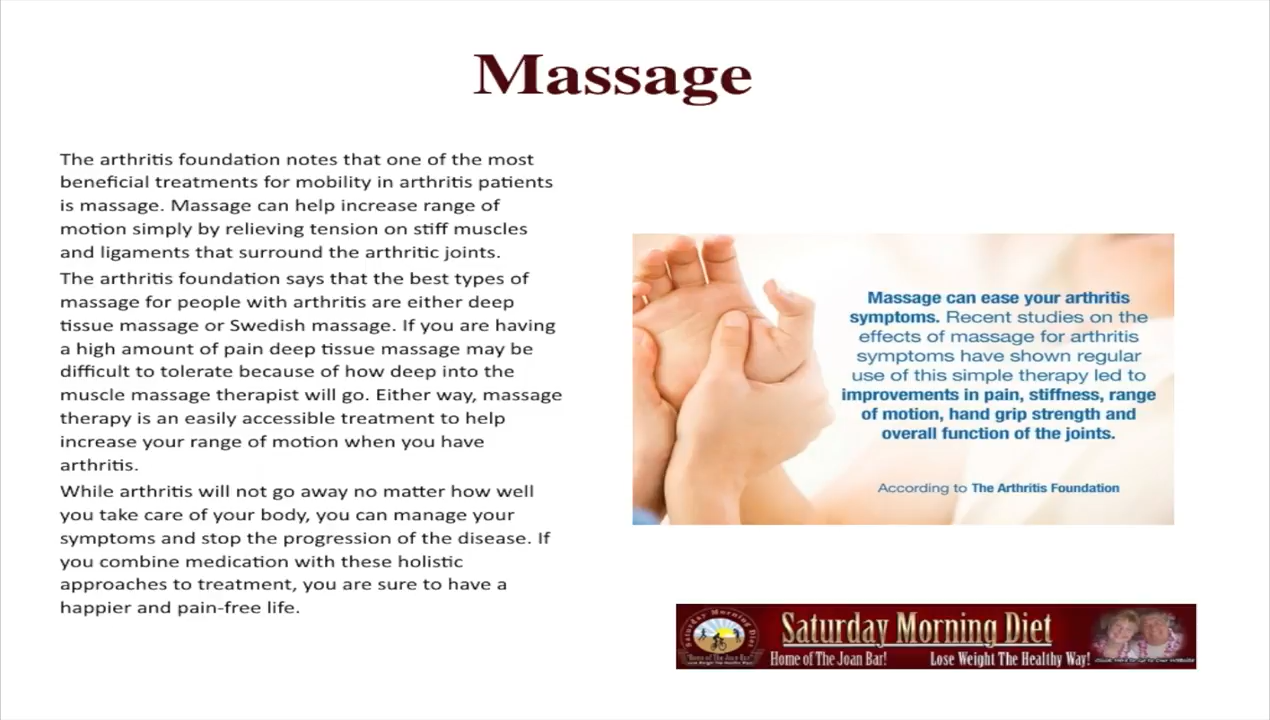 Massage
The arthritis foundation notes that one of the most
beneficial treatments for mobility in arthritis patients
is massage. Massage can help increase range of
motion simply by relieving tension on stiff muscles
and ligaments that surround the arthritic joints.
The arthritis foundation says that the best types of
massage for people with arthritis are either deep
tissue massage or Swedish massage. If you are having
a high amount of pain deep tissue massage may be
difficult to tolerate because of how deep into the
muscle massage therapist will go. Either way, massage
therapy is an easily accessible treatment to help
increase your range of motion when you have
arthritis.
While arthritis will not go away no matter how well
you take care of your body, you can manage your
symptoms and stop the progression of the disease. If
you combine medication with these holistic
approaches to treatment, you are sure to have a
happier and pain-free life.
Massage can ease your arthritis
symptoms. Recent studies on the
effects of massage for arthritis
symptoms have shown regular
use of this simple therapy led to
improvements in pain, stiffness, range
of motion, hand grip strength and
overall function of the joints.
According to The Arthritis Foundation
Saturday Morning Diet
Saturday Morning Diet
Home of The Joan Bar! Lose Weight The Healthy Way!